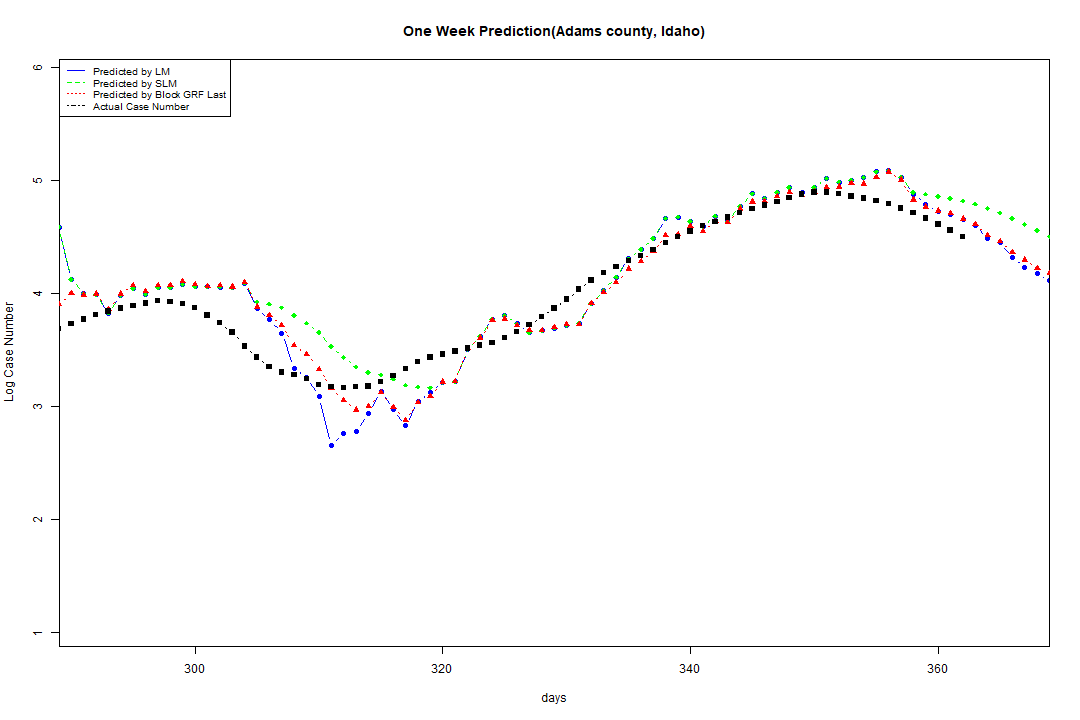 One Week Prediction(Adams county, Idaho)
Predicted by LM
Predicted by SLM
Predicted by Block GRF Last
Actual Case Number
6
5
4
3
2
1
Log Case Number
300 320 340 360
days